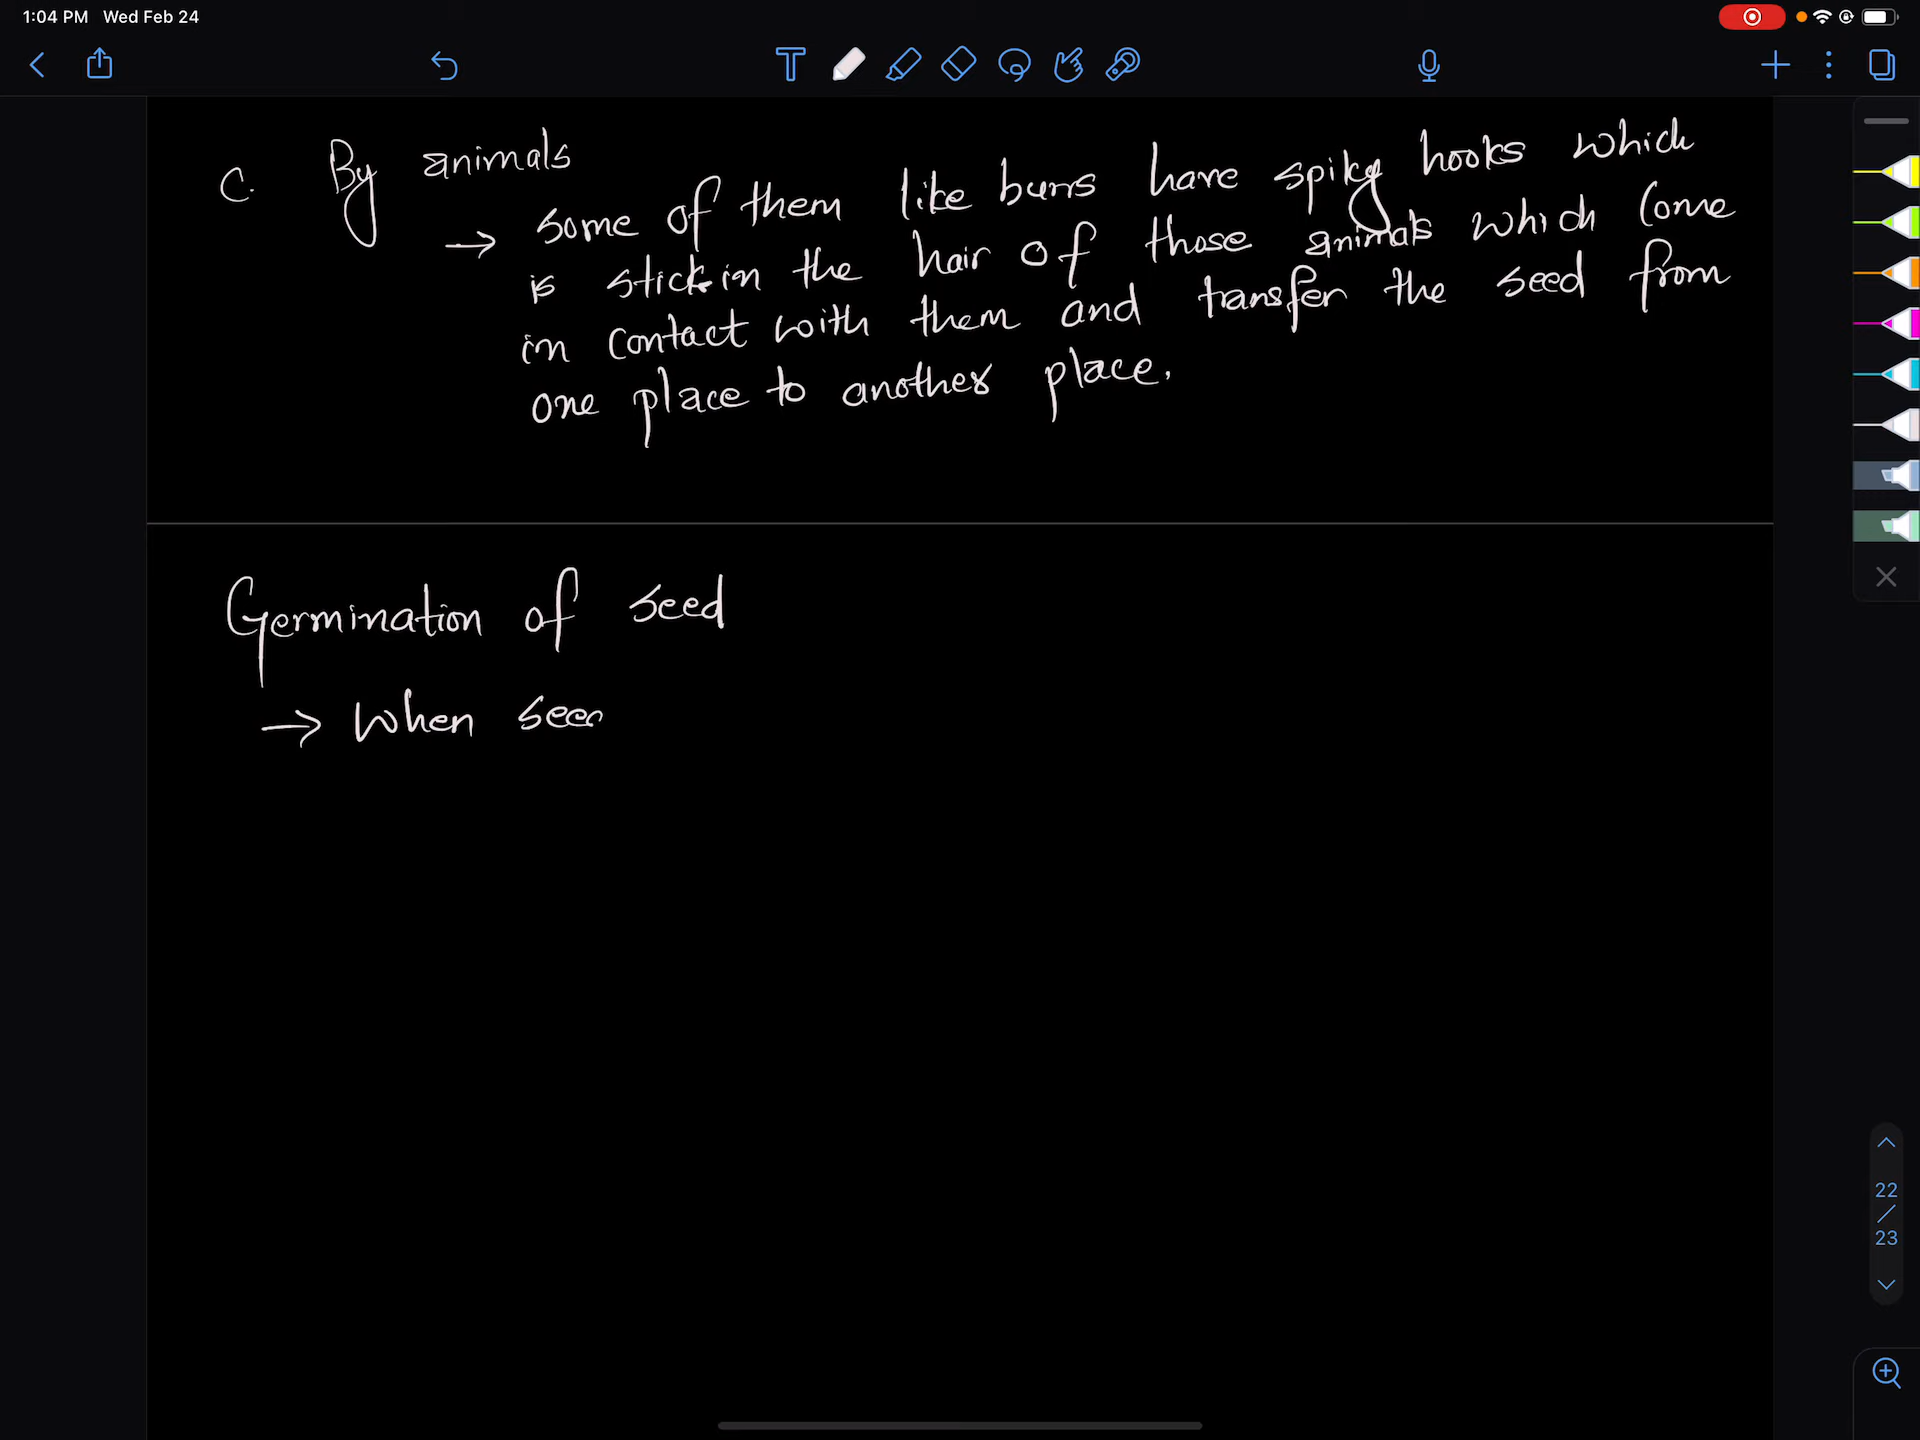 1:04 PM Wed Feb 24
C. By animals
→ some of them like burrs have spiky hooks which
is stick in the hair of those animals which come
in contact with them and transfer the seed from
one place to another place.
Germination of seed
→ When seed
22
/
23